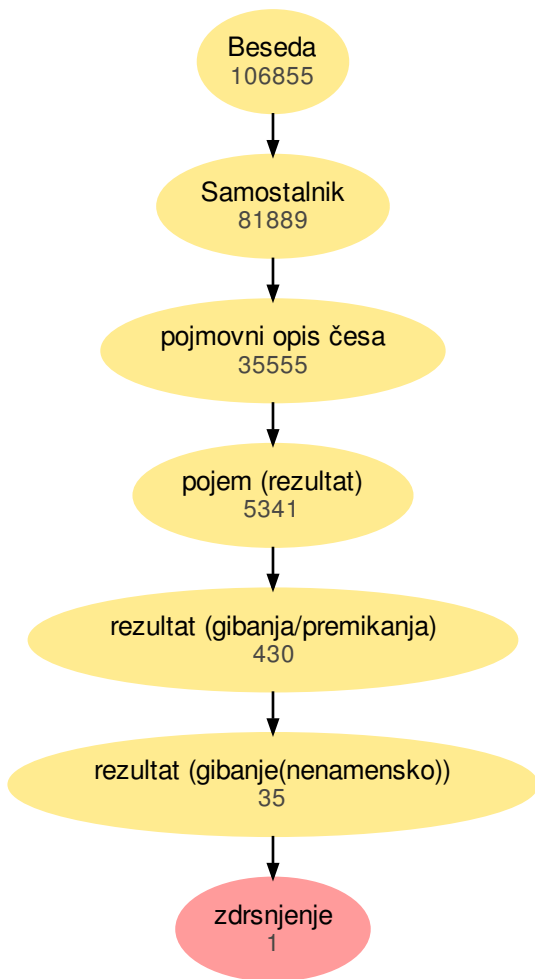 Beseda
106855
Samostalnik
81889
pojmovni opis česa
35555
pojem (rezultat)
5341
rezultat (gibanja/premikanja)
430
rezultat (gibanje(nenamensko))
35
zdrsnjenje
1